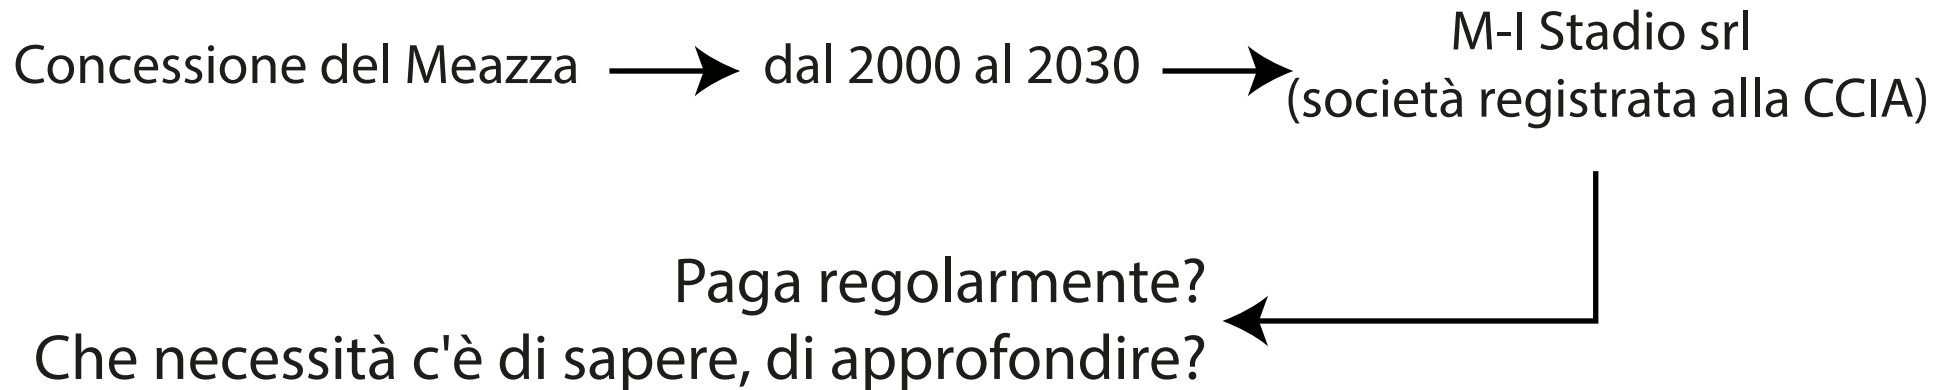 Concessione del Meazza
dal 2000 al 2030
M-I Stadio srl
(società registrata alla CCIA)
Paga regolarmente?
Che necessità c'è di sapere, di approfondire?